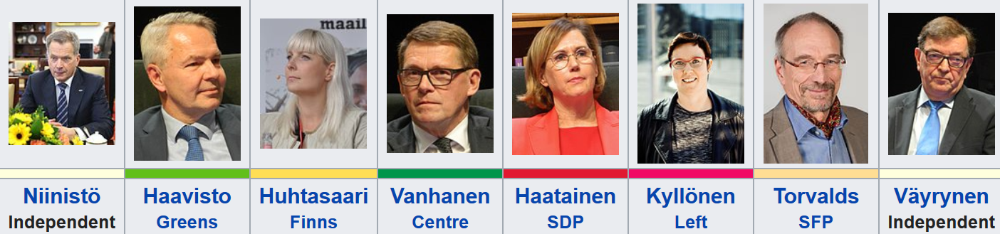 maail
Niinistö
Independent
Haavisto
Greens
Huhtasaari
Finns
Vanhanen
Centre
Haatainen
SDP
Kyllönen
Left
Torvalds
SFP
Väyrynen
Independent